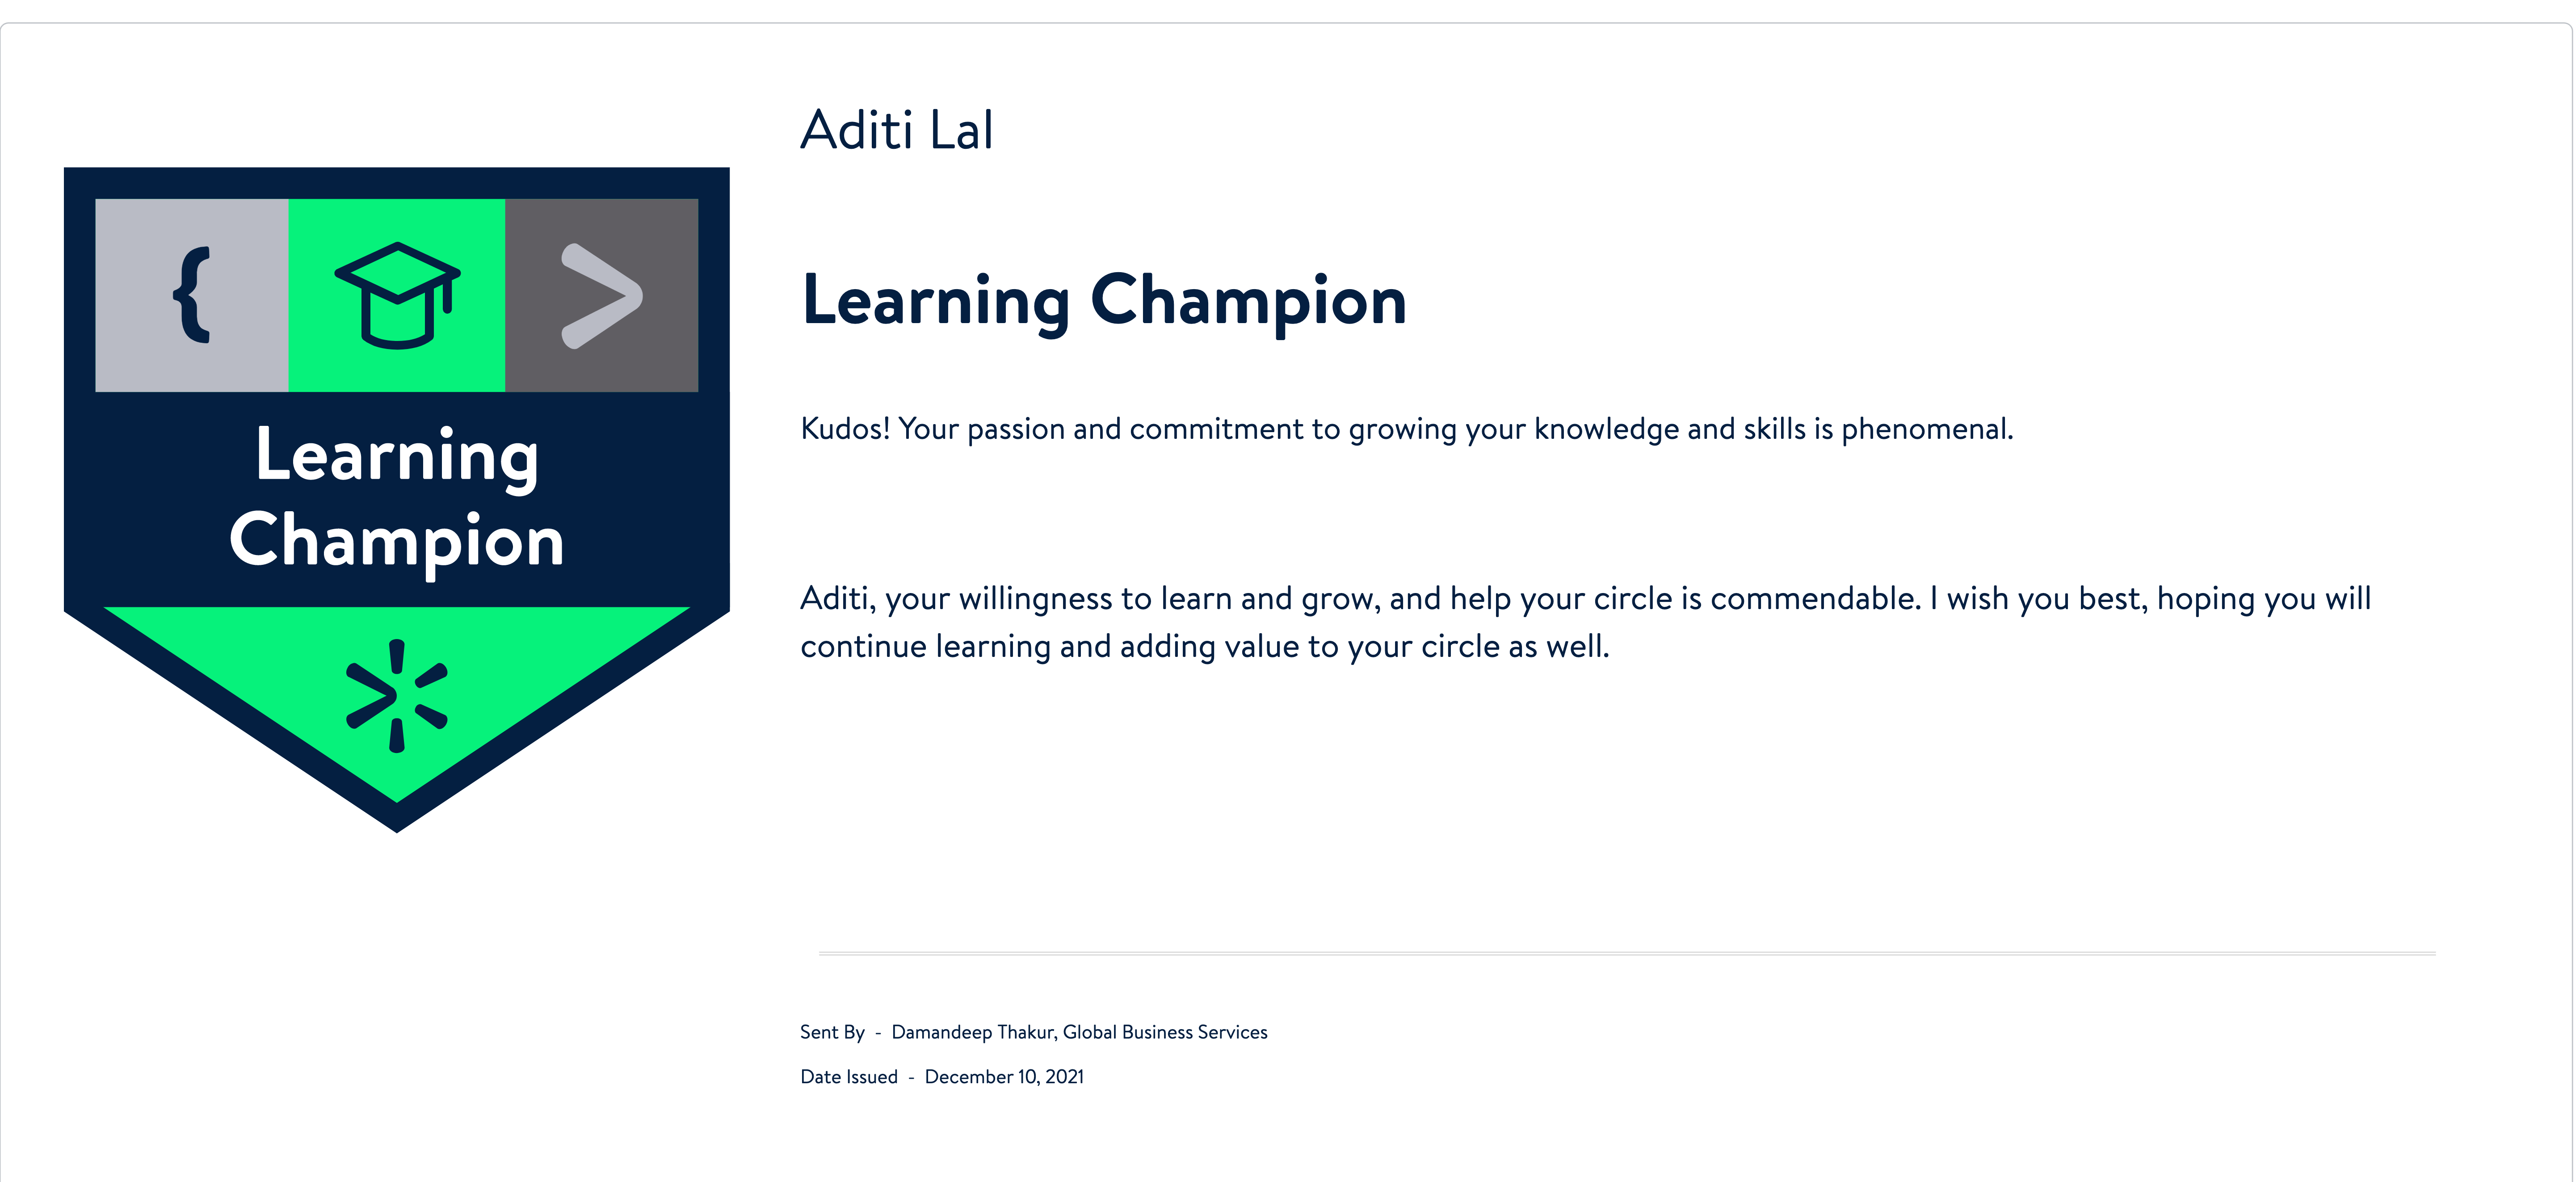 Aditi Lal
{
>
Learning
Champion
Learning Champion
Kudos! Your passion and commitment to growing your knowledge and skills is phenomenal.
Aditi, your willingness to learn and grow, and help your circle is commendable. I wish you best, hoping you will
continue learning and adding value to your circle as well.
Sent By - Damandeep Thakur, Global Business Services
Date Issued - December 10, 2021